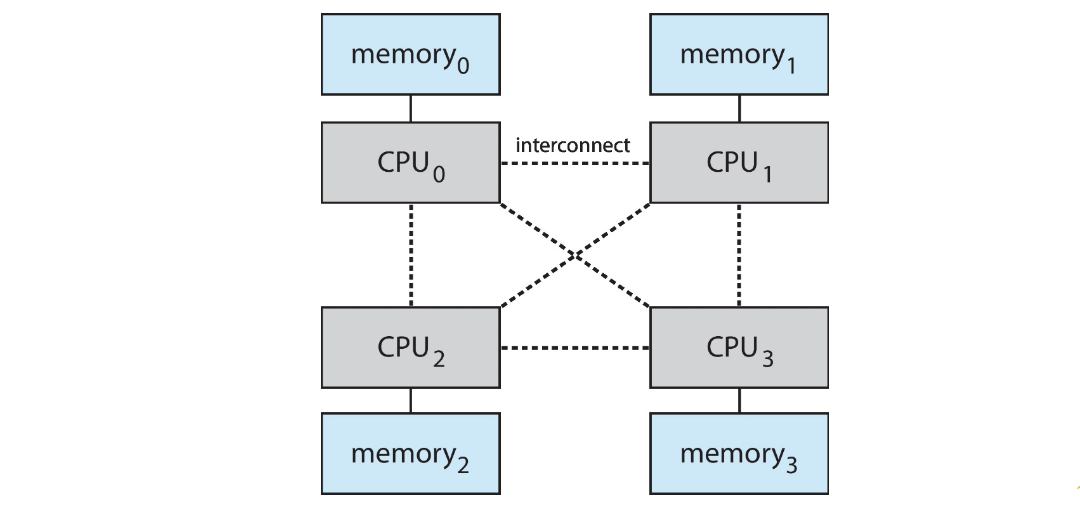 memory₀
memory₁
interconnect
CPU₀
CPU₁
CPU₂
CPU₃
memory₂
memory₃